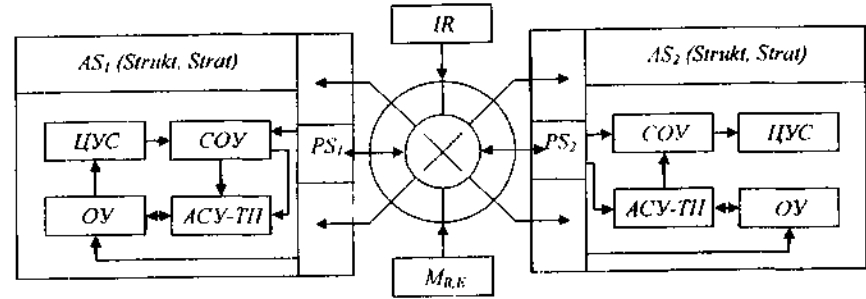 IR
AS₁ (Strukt, Strat)
AS₂ (Strukt, Strat)
ЦУС
СОУ
PS₁
PS₂
СОУ
ЦУС
ОУ
АСУ-ТП
АСУ-ТП
ОУ
M_{R,E}